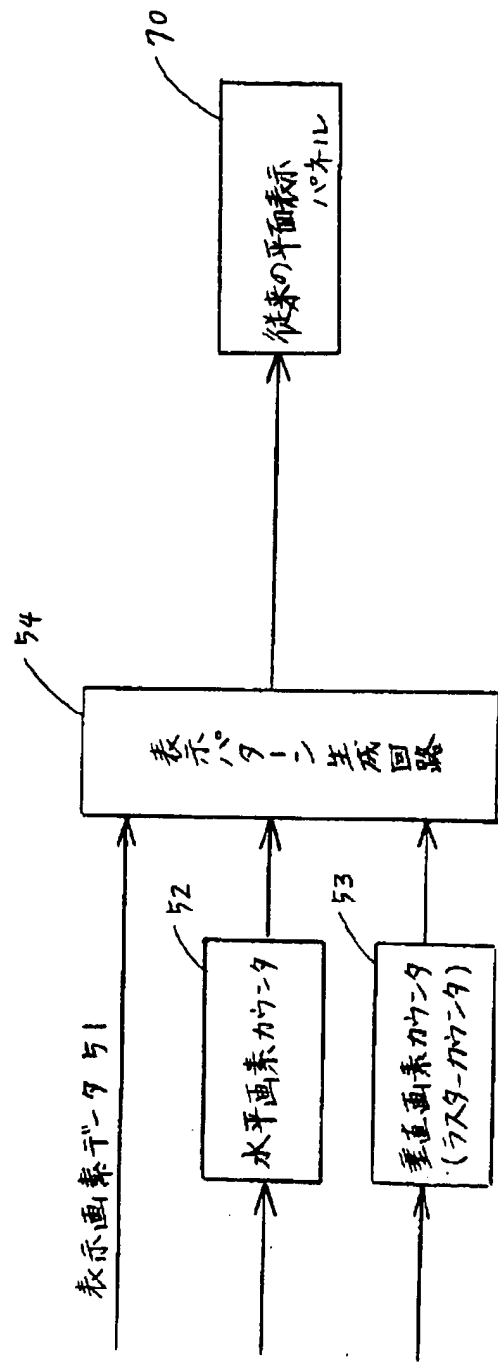 表示画素データ 51
水平画素カウンタ
52
垂直画素カウンタ
(ラスターカウンタ)
53
表示パターン生成回路
54
従来の平面表示
パネル
70